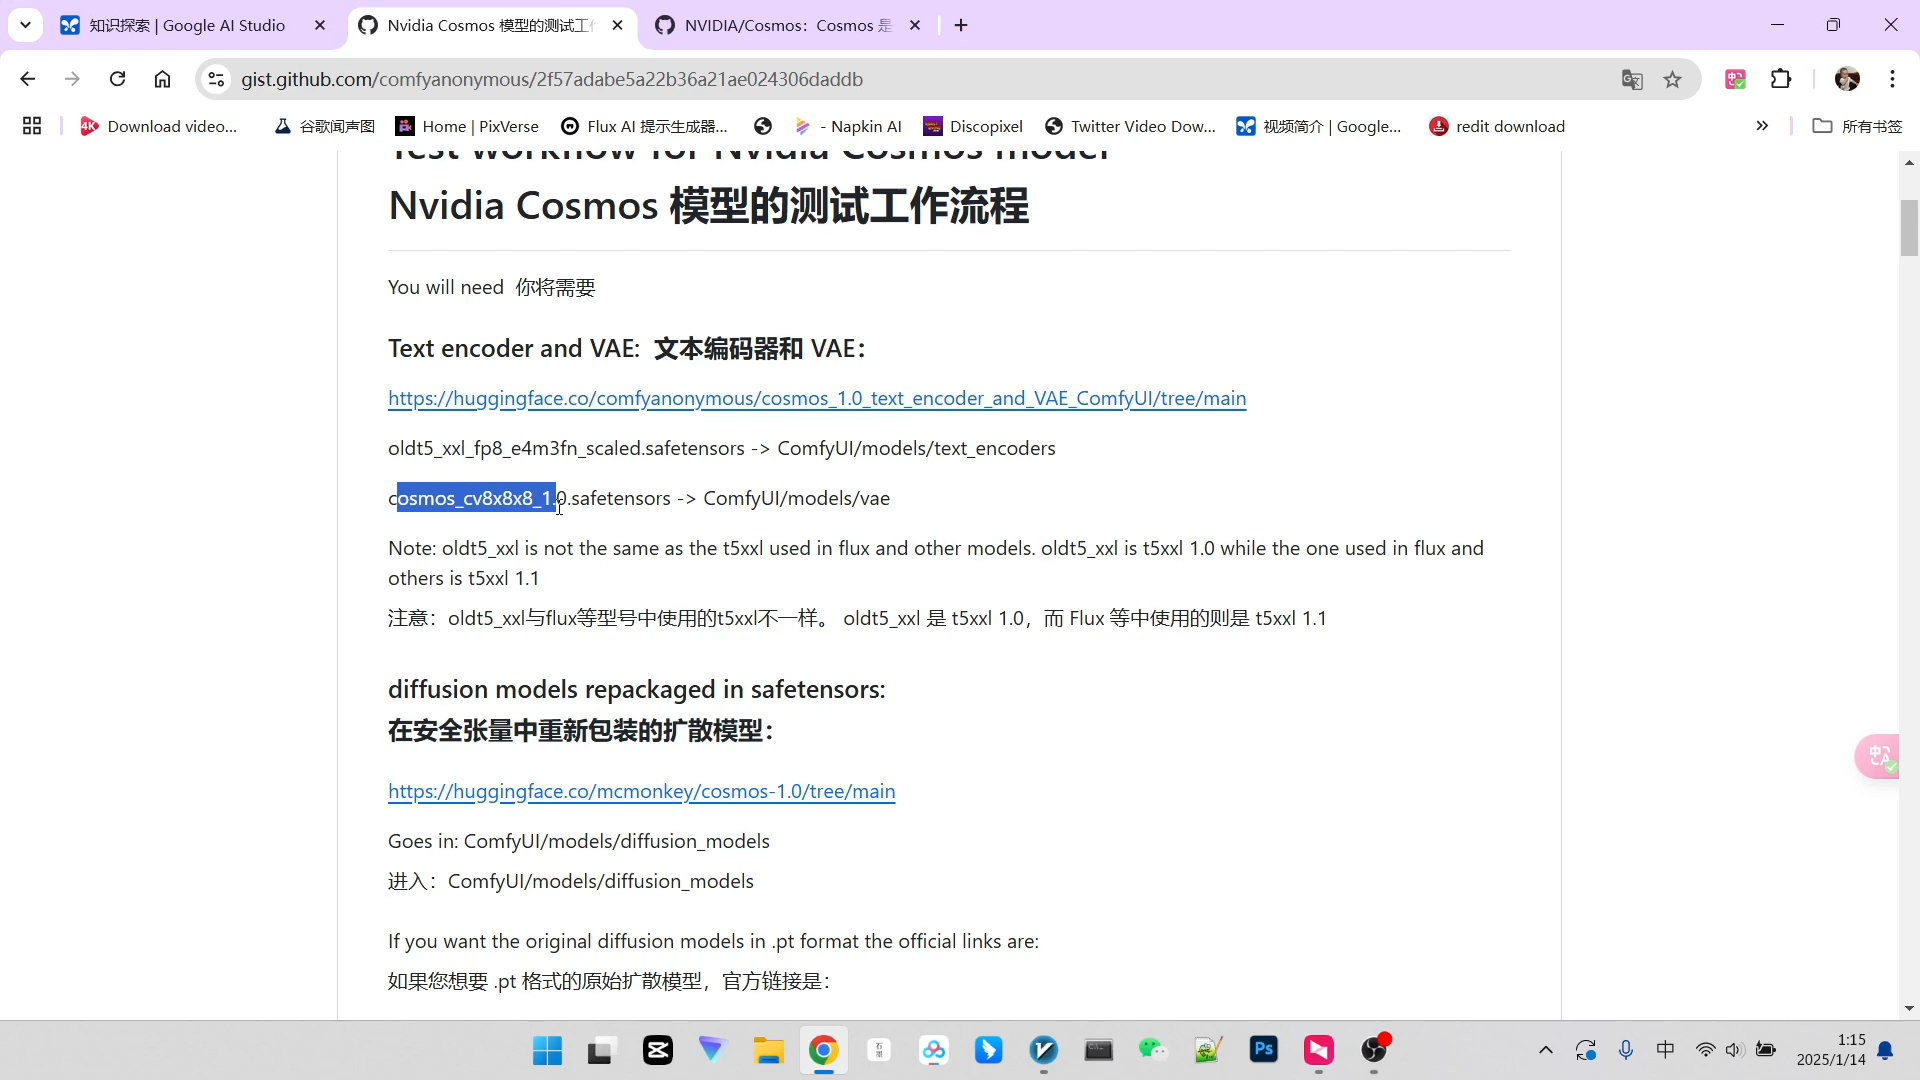 知识探索 | Google AI Studio
Nvidia Cosmos 模型的测试工
NVIDIA/Cosmos：Cosmos 是
gist.github.com/comfyanonymous/2f57adabe5a22b36a21ae024306daddb
Download video...
谷歌闻声图
Home | PixVerse
Flux AI 提示生成器...
- Napkin AI
Discopixel
Twitter Video Dow...
视频简介 | Google...
redit download
所有书签
Test workflow for Nvidia Cosmos model
Nvidia Cosmos 模型的测试工作流程
You will need 你将需要
Text encoder and VAE: 文本编码器和 VAE：
https://huggingface.co/comfyanonymous/cosmos_1.0_text_encoder_and_VAE_ComfyUI/tree/main
oldt5_xxl_fp8_e4m3fn_scaled.safetensors -> ComfyUI/models/text_encoders
cosmos_cv8x8x8_1.0.safetensors -> ComfyUI/models/vae
Note: oldt5_xxl is not the same as the t5xxl used in flux and other models. oldt5_xxl is t5xxl 1.0 while the one used in flux and
others is t5xxl 1.1
注意：oldt5_xxl与flux等型号中使用的t5xxl不一样。 oldt5_xxl 是 t5xxl 1.0，而 Flux 等中使用的则是 t5xxl 1.1
diffusion models repackaged in safetensors:
在安全张量中重新包装的扩散模型：
https://huggingface.co/mcmonkey/cosmos-1.0/tree/main
Goes in: ComfyUI/models/diffusion_models
进入：ComfyUI/models/diffusion_models
If you want the original diffusion models in .pt format the official links are:
如果您想要 .pt 格式的原始扩散模型，官方链接是：
石墨
Ps
中
1:15
2025/1/14